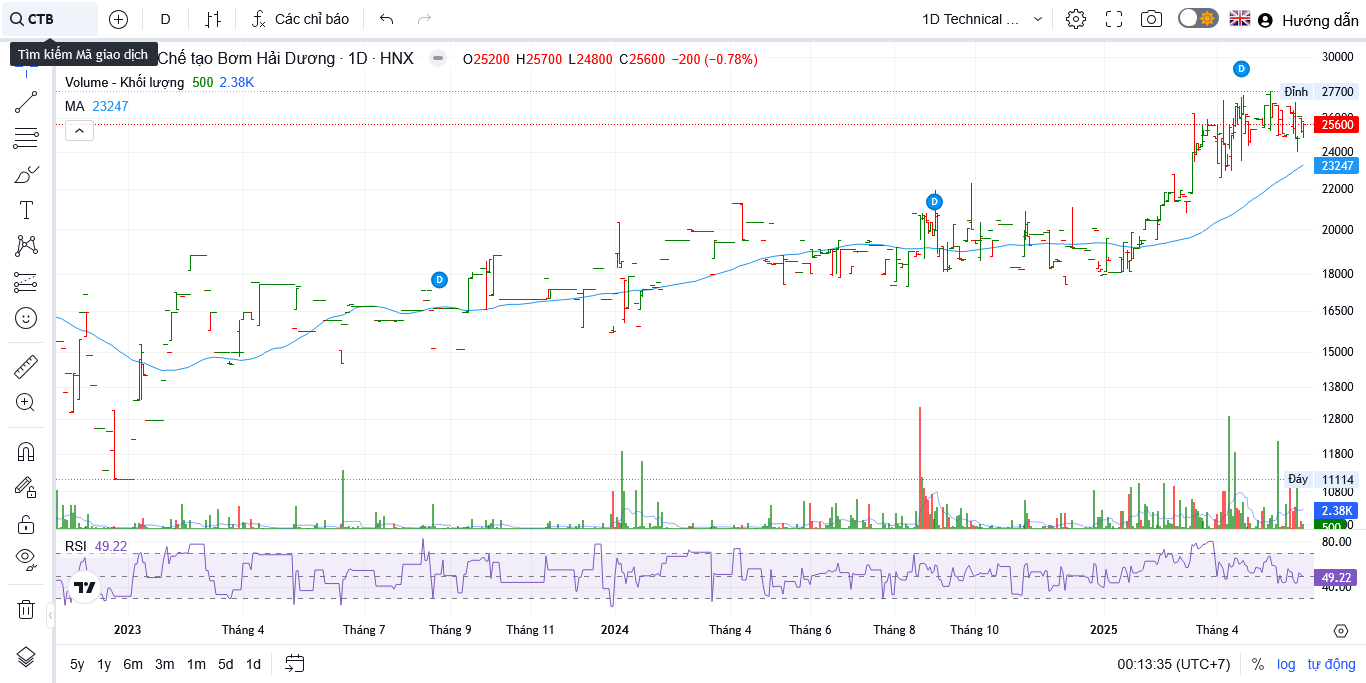 CTB
D
Các chỉ báo
1D Technical ...
Hướng dẫn
Tìm kiếm Mã giao dịch
Chế tạo Bơm Hải Dương · 1D · HNX
O25200 H25700 L24800 C25600 −200 (−0.78%)
Volume - Khối lượng 500 2.38K
MA 23247
D
D
D
30000
Đỉnh 27700
25600
24000
23247
22000
20000
18000
16500
15000
13800
12800
11800
Đáy 11114
10800
2.38K
500
RSI 49.22
80.00
49.22
40.00
2023 Tháng 4 Tháng 7 Tháng 9 Tháng 11 2024 Tháng 4 Tháng 6 Tháng 8 Tháng 10 2025 Tháng 4
5y 1y 6m 3m 1m 5d 1d
00:13:35 (UTC+7) % log tự động